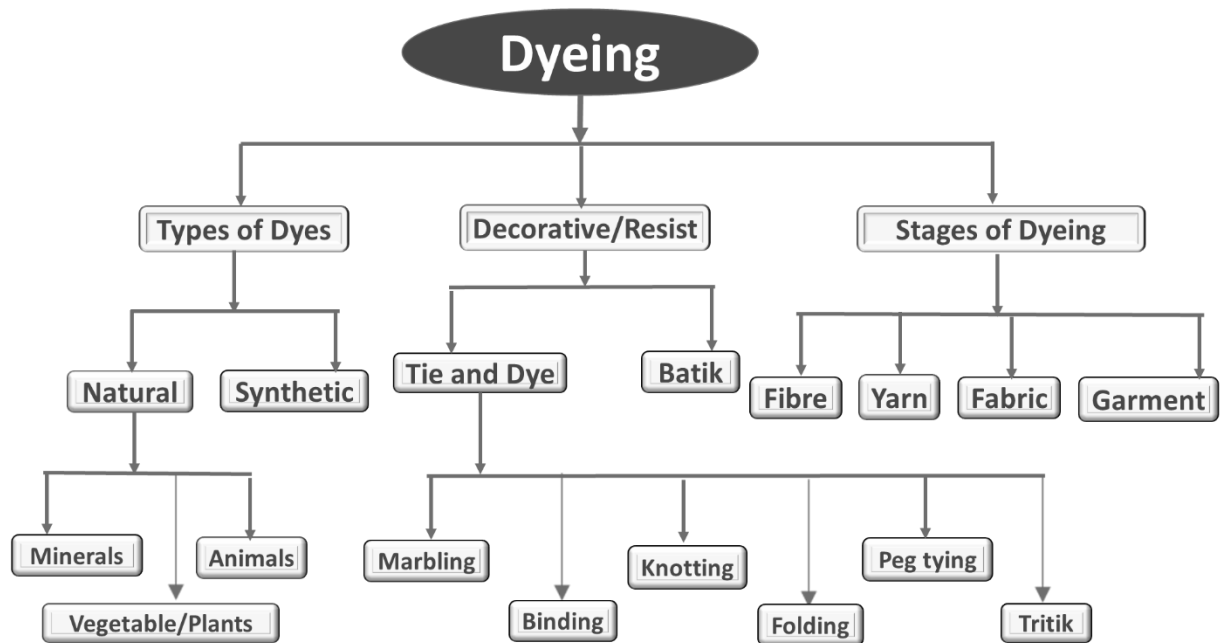 Dyeing
Types of Dyes
Decorative/Resist
Stages of Dyeing
Natural
Synthetic
Tie and Dye
Batik
Fibre
Yarn
Fabric
Garment
Minerals
Animals
Vegetable/Plants
Marbling
Binding
Knotting
Folding
Peg tying
Tritik